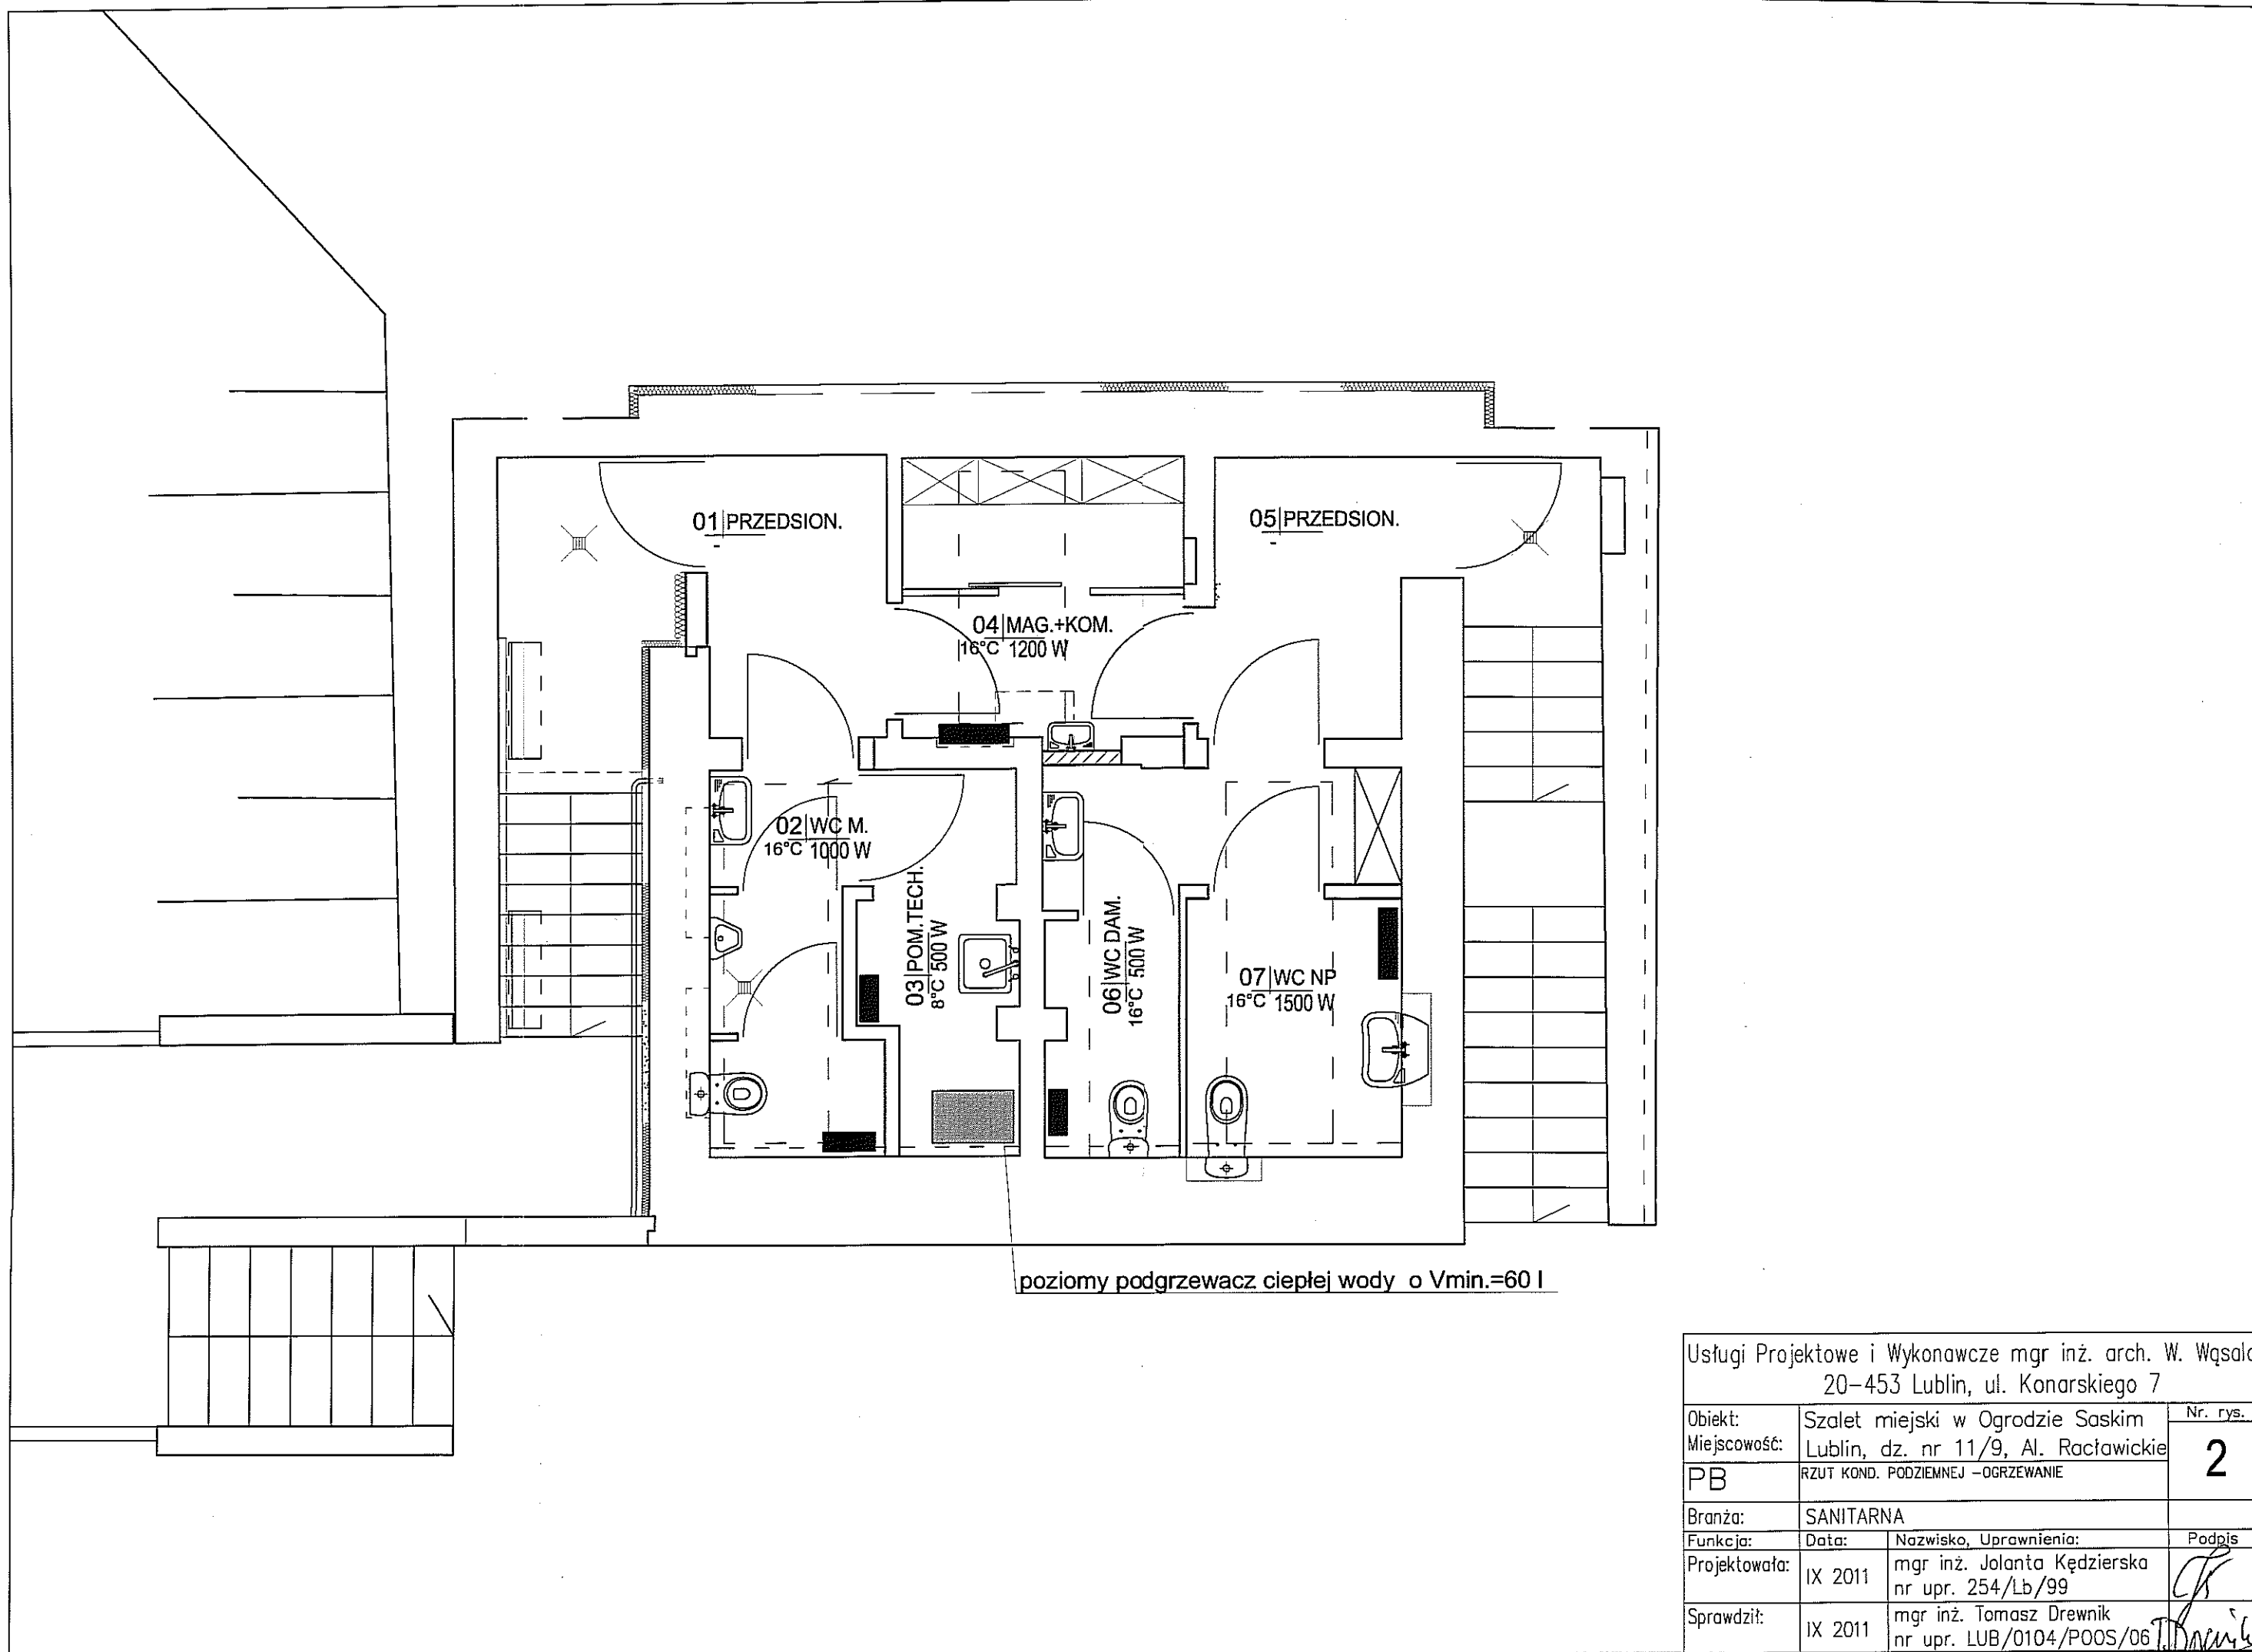 01 PRZEDSION.
-
05 PRZEDSION.
-
04 MAG.+KOM.
16°C 1200 W
02 WC M.
16°C 1000 W
03 POM.TECH.
8°C 500 W
06 WC DAM.
16°C 500 W
07 WC NP
16°C 1500 W
poziomy podgrzewacz ciepłej wody o Vmin.=60 l
Usługi Projektowe i Wykonawcze mgr inż. arch. W. Wąsala
20-453 Lublin, ul. Konarskiego 7
Obiekt: Szalet miejski w Ogrodzie Saskim Nr. rys.
Miejscowość: Lublin, dz. nr 11/9, Al. Racławickie
2
PB RZUT KOND. PODZIEMNEJ -OGRZEWANIE
Branża: SANITARNA
Funkcja: Data: Nazwisko, Uprawnienia: Podpis
Projektowała: IX 2011 mgr inż. Jolanta Kędzierska
nr upr. 254/Lb/99
Sprawdził: IX 2011 mgr inż. Tomasz Drewnik
nr upr. LUB/0104/POOS/06